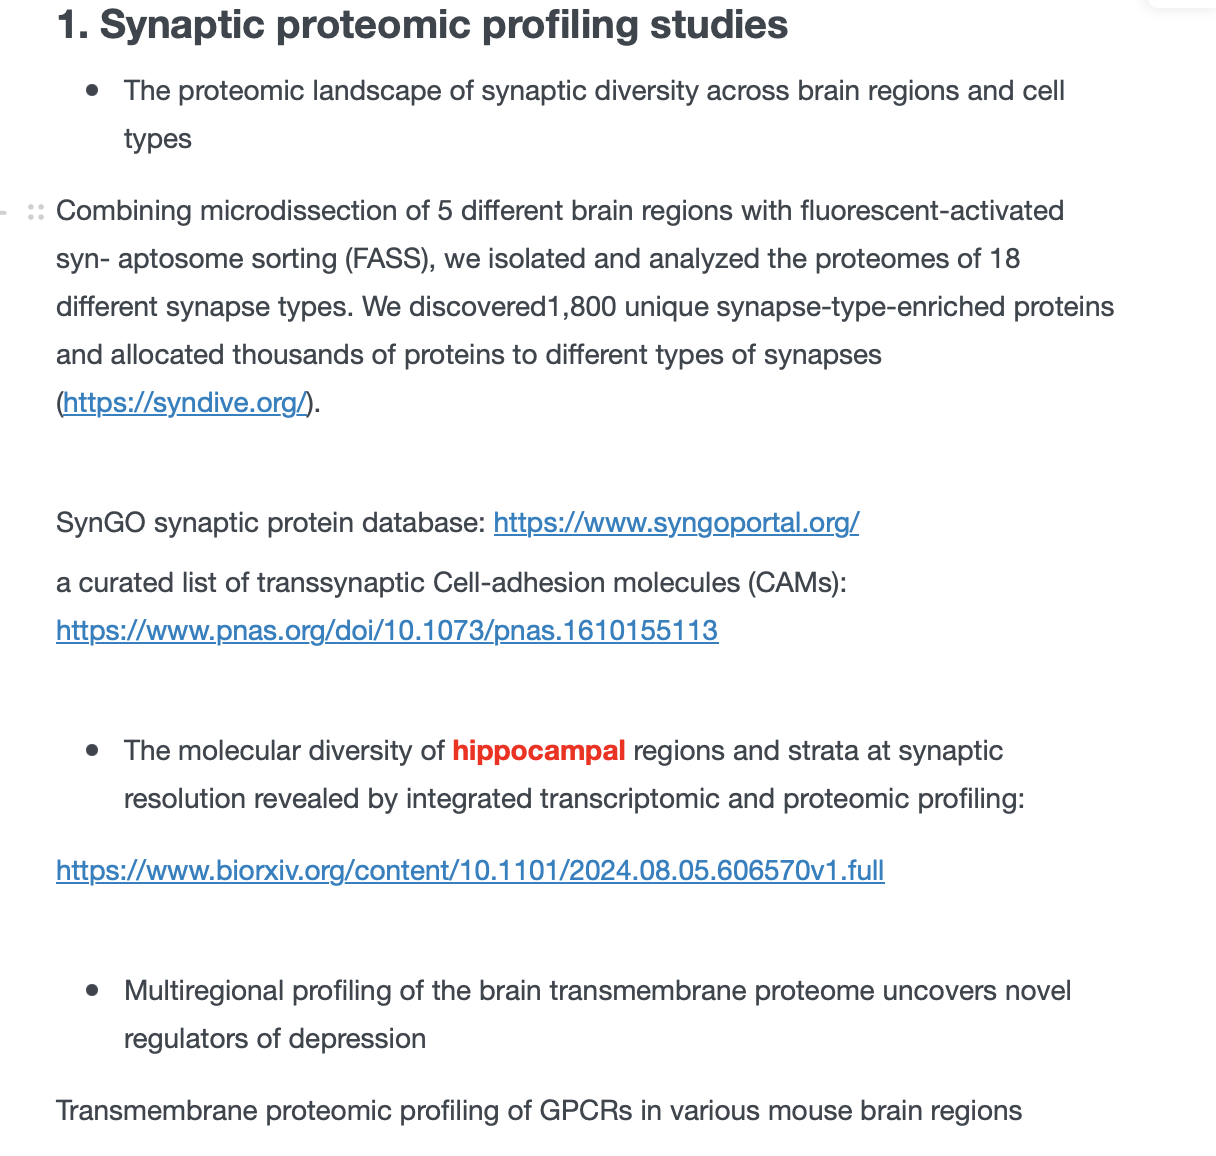 1. Synaptic proteomic profiling studies
• The proteomic landscape of synaptic diversity across brain regions and cell
types
Combining microdissection of 5 different brain regions with fluorescent-activated
syn- aptosome sorting (FASS), we isolated and analyzed the proteomes of 18
different synapse types. We discovered1,800 unique synapse-type-enriched proteins
and allocated thousands of proteins to different types of synapses
(https://syndive.org/).
SynGO synaptic protein database: https://www.syngoportal.org/
a curated list of transsynaptic Cell-adhesion molecules (CAMs):
https://www.pnas.org/doi/10.1073/pnas.1610155113
• The molecular diversity of hippocampal regions and strata at synaptic
resolution revealed by integrated transcriptomic and proteomic profiling:
https://www.biorxiv.org/content/10.1101/2024.08.05.606570v1.full
• Multiregional profiling of the brain transmembrane proteome uncovers novel
regulators of depression
Transmembrane proteomic profiling of GPCRs in various mouse brain regions